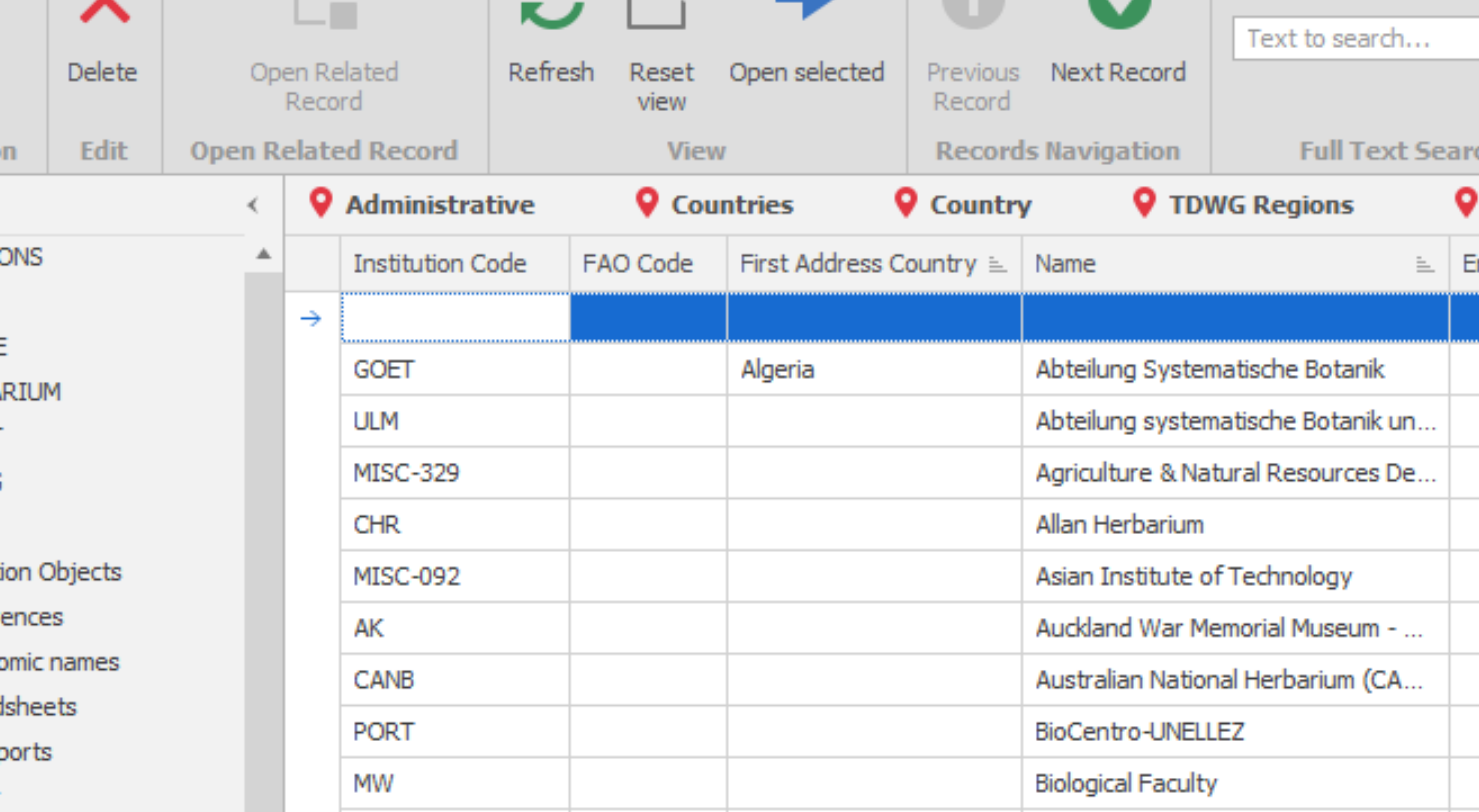 Delete
Open Related
Record
Refresh
Reset
view
Open selected
Previous
Record
Next Record
Text to search...
Edit
Open Related Record
View
Records Navigation
Full Text
Administrative
Countries
Country
TDWG Regions
Institution Code FAO Code First Address Country Name
GOET Algeria Abteilung Systematische Botanik
ULM Abteilung systematische Botanik un...
MISC-329 Agriculture & Natural Resources De...
CHR Allan Herbarium
MISC-092 Asian Institute of Technology
AK Auckland War Memorial Museum - ...
CANB Australian National Herbarium (CA...
PORT BioCentro-UNELLEZ
MW Biological Faculty
ONS
ARIUM
ion Objects
ences
omic names
dsheets
ports